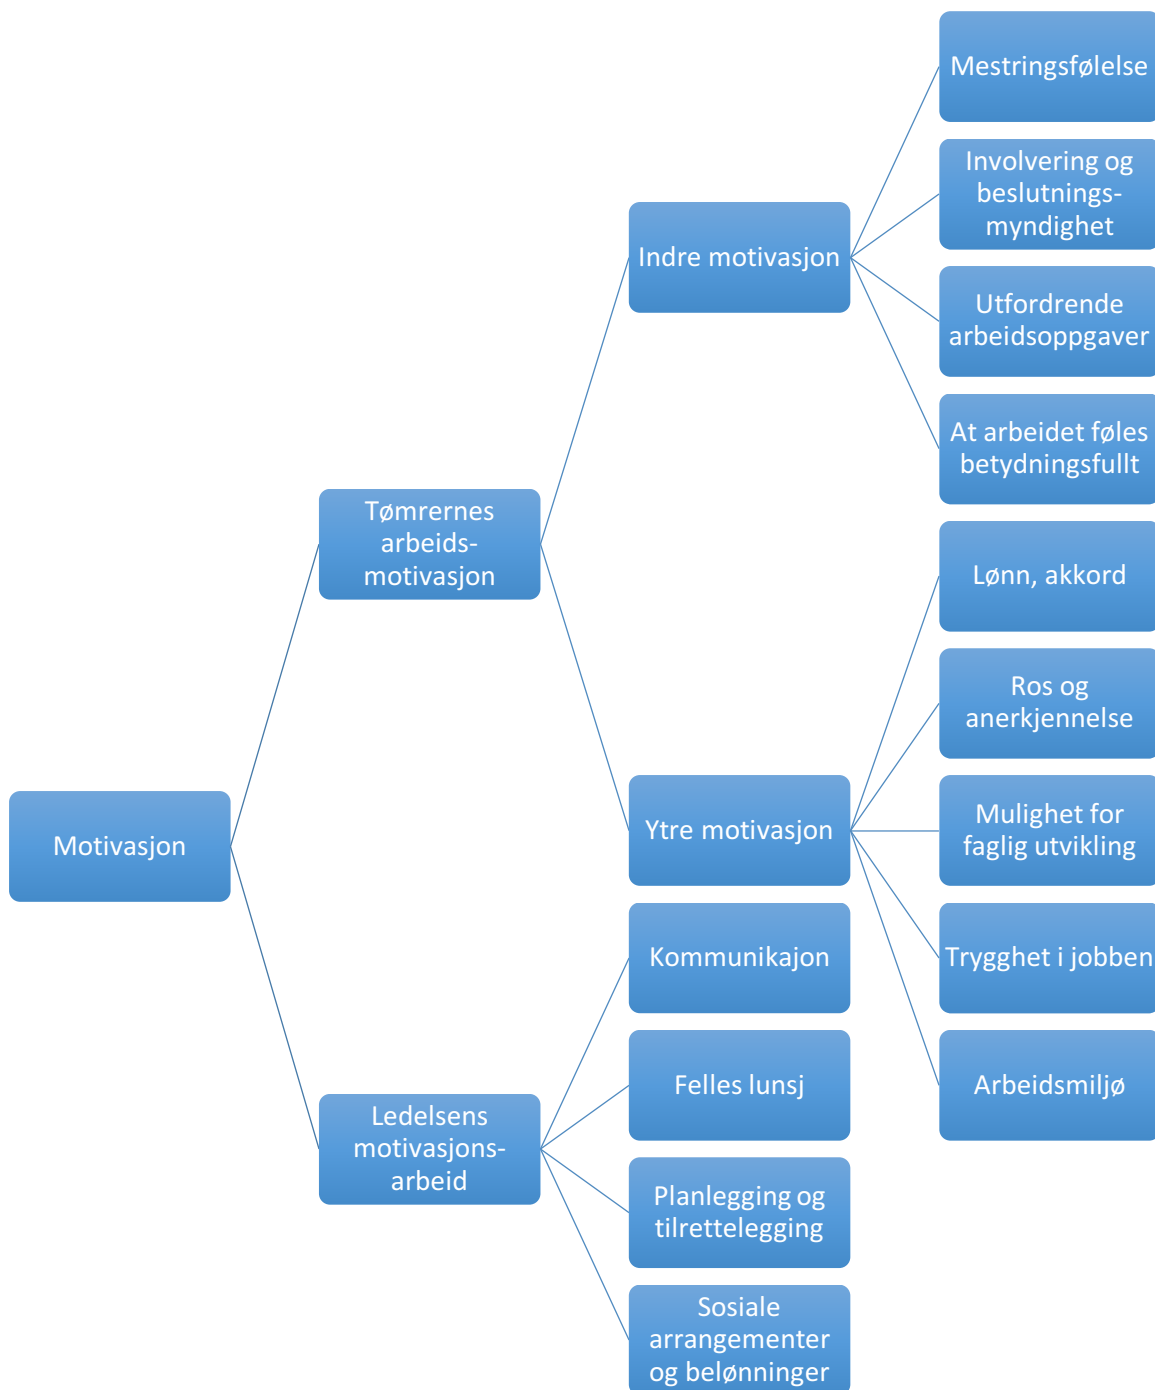 Motivasjon
Tømrernes
arbeids-
motivasjon
Indre motivasjon
Mestringsfølelse
Involvering og
beslutnings-
myndighet
Utfordrende
arbeidsoppgaver
At arbeidet føles
betydningsfullt
Ytre motivasjon
Lønn, akkord
Ros og
anerkjennelse
Mulighet for
faglig utvikling
Trygghet i jobben
Arbeidsmiljø
Ledelsens
motivasjons-
arbeid
Kommunikajon
Felles lunsj
Planlegging og
tilrettelegging
Sosiale
arrangementer
og belønninger